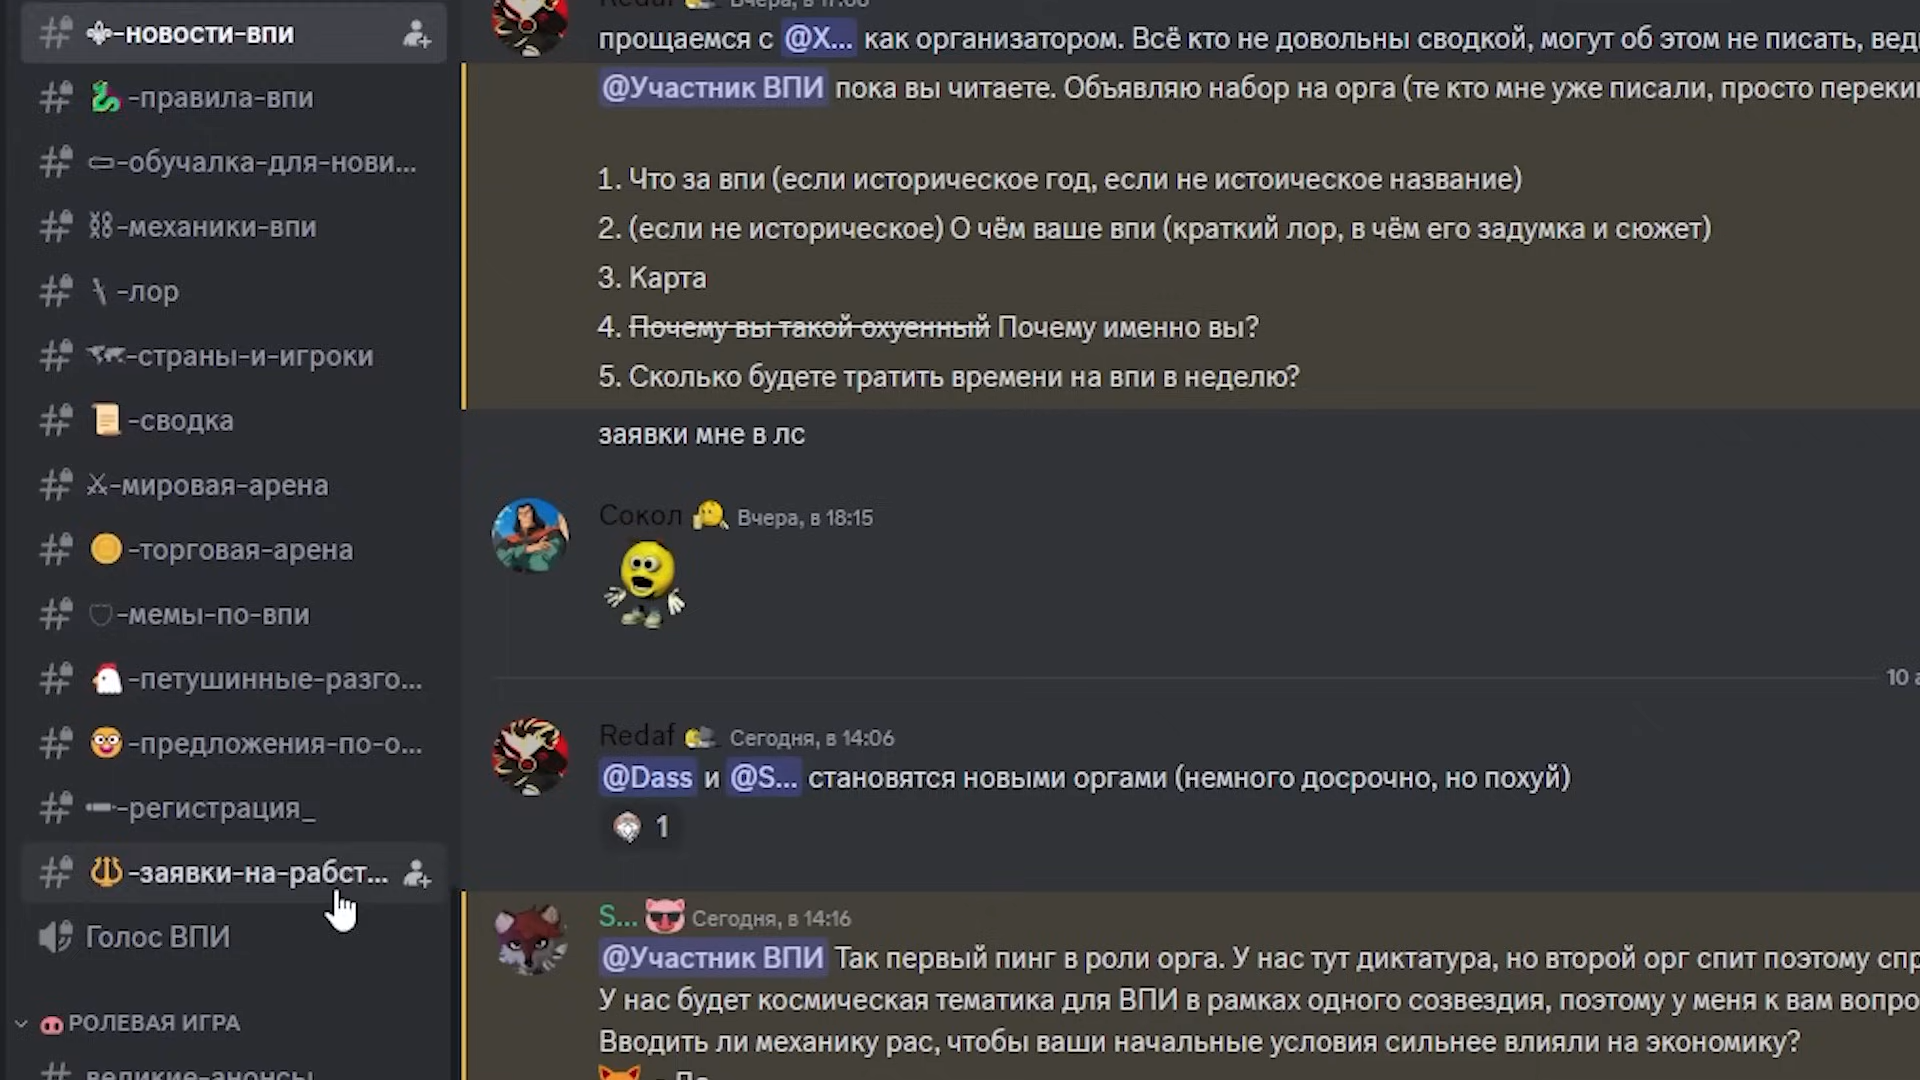 -новости-впи
-правила-впи
-обучалка-для-нови...
-механики-впи
-лор
-страны-и-игроки
-сводка
-мировая-арена
-торговая-арена
-мемы-по-впи
-петушинные-разго...
-предложения-по-о...
-регистрация_
-заявки-на-рабст...
Голос ВПИ
РОЛЕВАЯ ИГРА
великие-анонсы
Redaf Вчера, в 17:06
прощаемся с @X... как организатором. Всё кто не довольны сводкой, могут об этом не писать, вед
@Участник ВПИ пока вы читаете. Объявляю набор на орга (те кто мне уже писали, просто переки
1. Что за впи (если историческое год, если не истоическое название)
2. (если не историческое) О чём ваше впи (краткий лор, в чём его задумка и сюжет)
3. Карта
4. Почему вы такой охуенный Почему именно вы?
5. Сколько будете тратить времени на впи в неделю?
заявки мне в лс
Сокол Вчера, в 18:15
10
Redaf Сегодня, в 14:06
@Dass и @S... становятся новыми оргами (немного досрочно, но похуй)
1
S... Сегодня, в 14:16
@Участник ВПИ Так первый пинг в роли орга. У нас тут диктатура, но второй орг спит поэтому спр
У нас будет космическая тематика для ВПИ в рамках одного созвездия, поэтому у меня к вам вопро
Вводить ли механику рас, чтобы ваши начальные условия сильнее влияли на экономику?
- Да